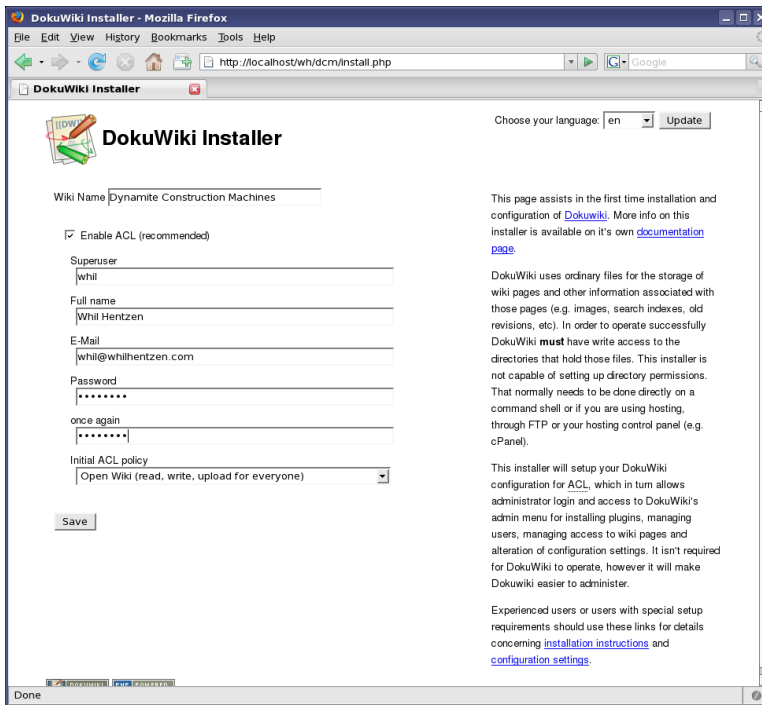 DokuWiki Installer - Mozilla Firefox
File Edit View History Bookmarks Tools Help
http://localhost/wh/dcm/install.php
G Google
DokuWiki Installer
[[DW]]
DokuWiki Installer
Choose your language: en Update
Wiki Name Dynamite Construction Machines
Enable ACL (recommended)
Superuser
whil
Full name
Whil Hentzen
E-Mail
whil@whilhentzen.com
Password
••••••••
once again
••••••••
Initial ACL policy
Open Wiki (read, write, upload for everyone)
Save
This page assists in the first time installation and
configuration of Dokuwiki. More info on this
installer is available on it's own documentation
page.
DokuWiki uses ordinary files for the storage of
wiki pages and other information associated with
those pages (e.g. images, search indexes, old
revisions, etc). In order to operate successfully
DokuWiki must have write access to the
directories that hold those files. This installer is
not capable of setting up directory permissions.
That normally needs to be done directly on a
command shell or if you are using hosting,
through FTP or your hosting control panel (e.g.
cPanel).
This installer will setup your DokuWiki
configuration for ACL, which in turn allows
administrator login and access to DokuWiki's
admin menu for installing plugins, managing
users, managing access to wiki pages and
alteration of configuration settings. It isn't required
for DokuWiki to operate, however it will make
Dokuwiki easier to administer.
Experienced users or users with special setup
requirements should use these links for details
concerning installation instructions and
configuration settings.
Done